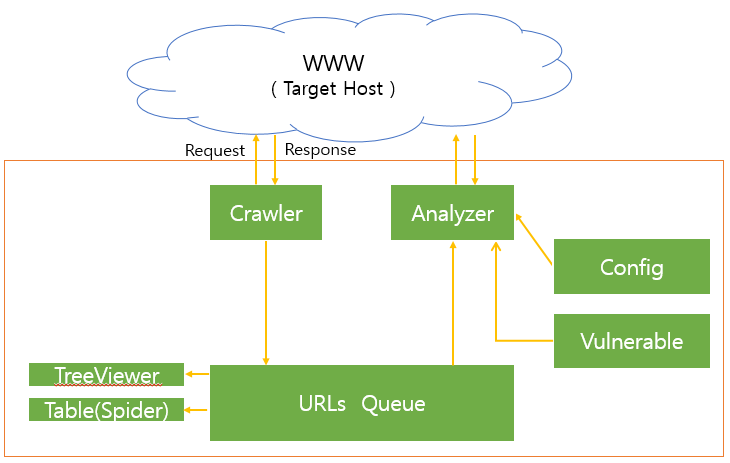 WWW
( Target Host )
Request
Response
Crawler
Analyzer
Config
Vulnerable
TreeViewer
Table(Spider)
URLs Queue